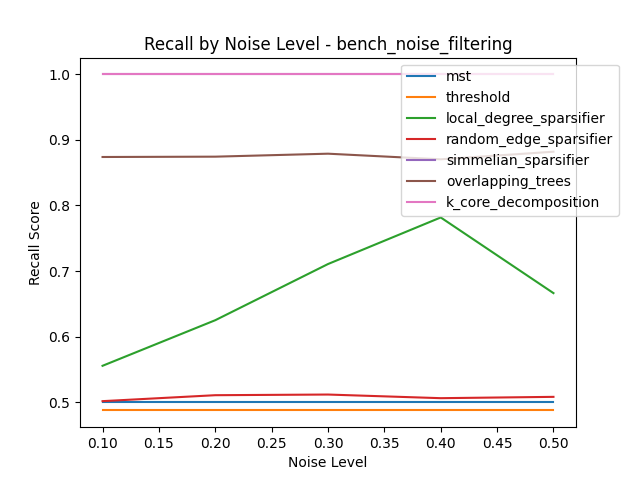 Recall by Noise Level - bench_noise_filtering
Recall Score
1.0
0.9
0.8
0.7
0.6
0.5
mst
threshold
local_degree_sparsifier
random_edge_sparsifier
simmelian_sparsifier
overlapping_trees
k_core_decomposition
0.10 0.15 0.20 0.25 0.30 0.35 0.40 0.45 0.50
Noise Level